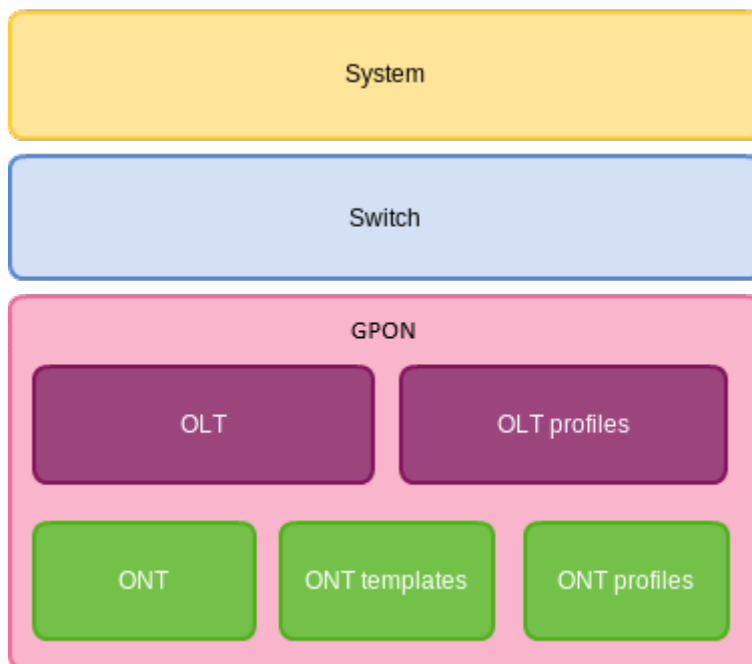 System
Switch
GPON
OLT
OLT profiles
ONT
ONT templates
ONT profiles